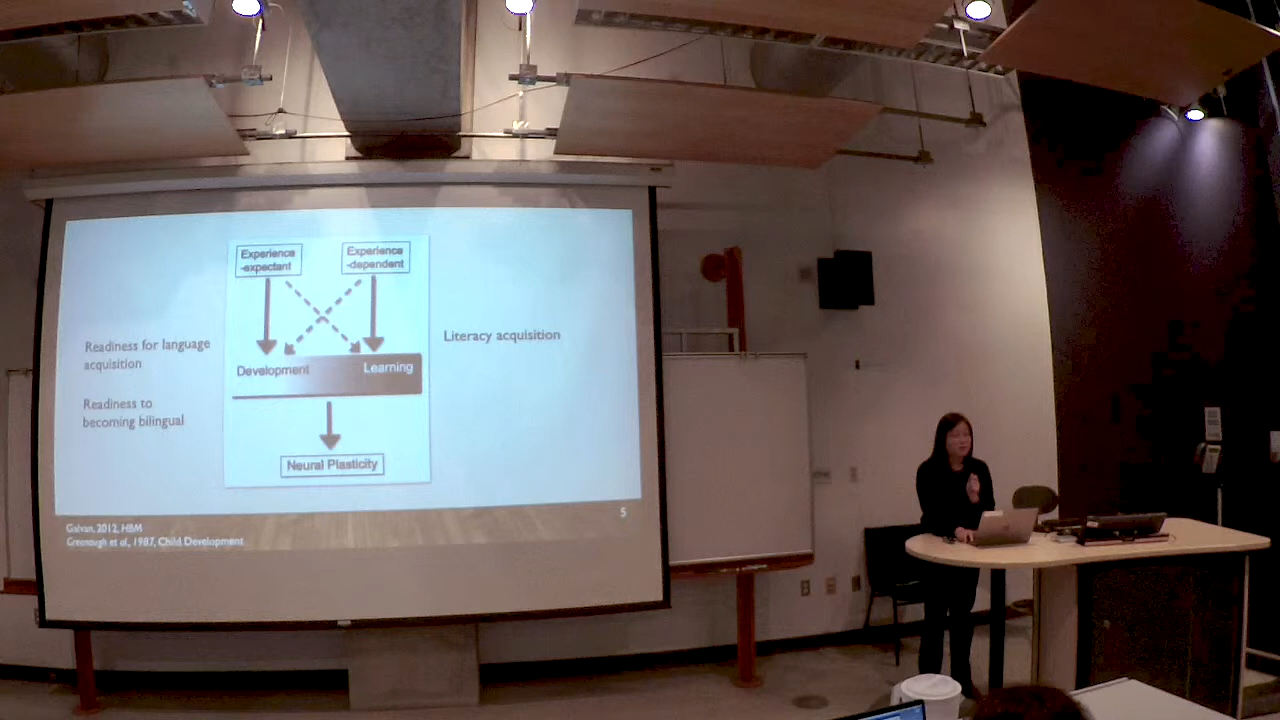 Experience
-expectant
Experience
-dependent
Readiness for language
acquisition
Literacy acquisition
Development
Learning
Readiness to
becoming bilingual
Neural Plasticity
5
Galvan, 2012, HBM
Greenough et al., 1987, Child Development